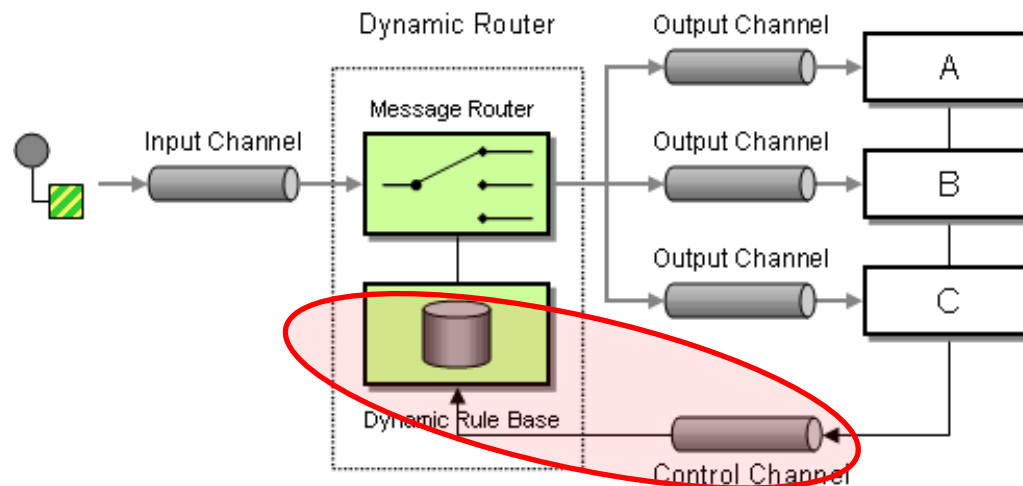 Dynamic Router
Output Channel
A
Message Router
Input Channel
Output Channel
B
Output Channel
C
Dynamic Rule Base
Control Channel